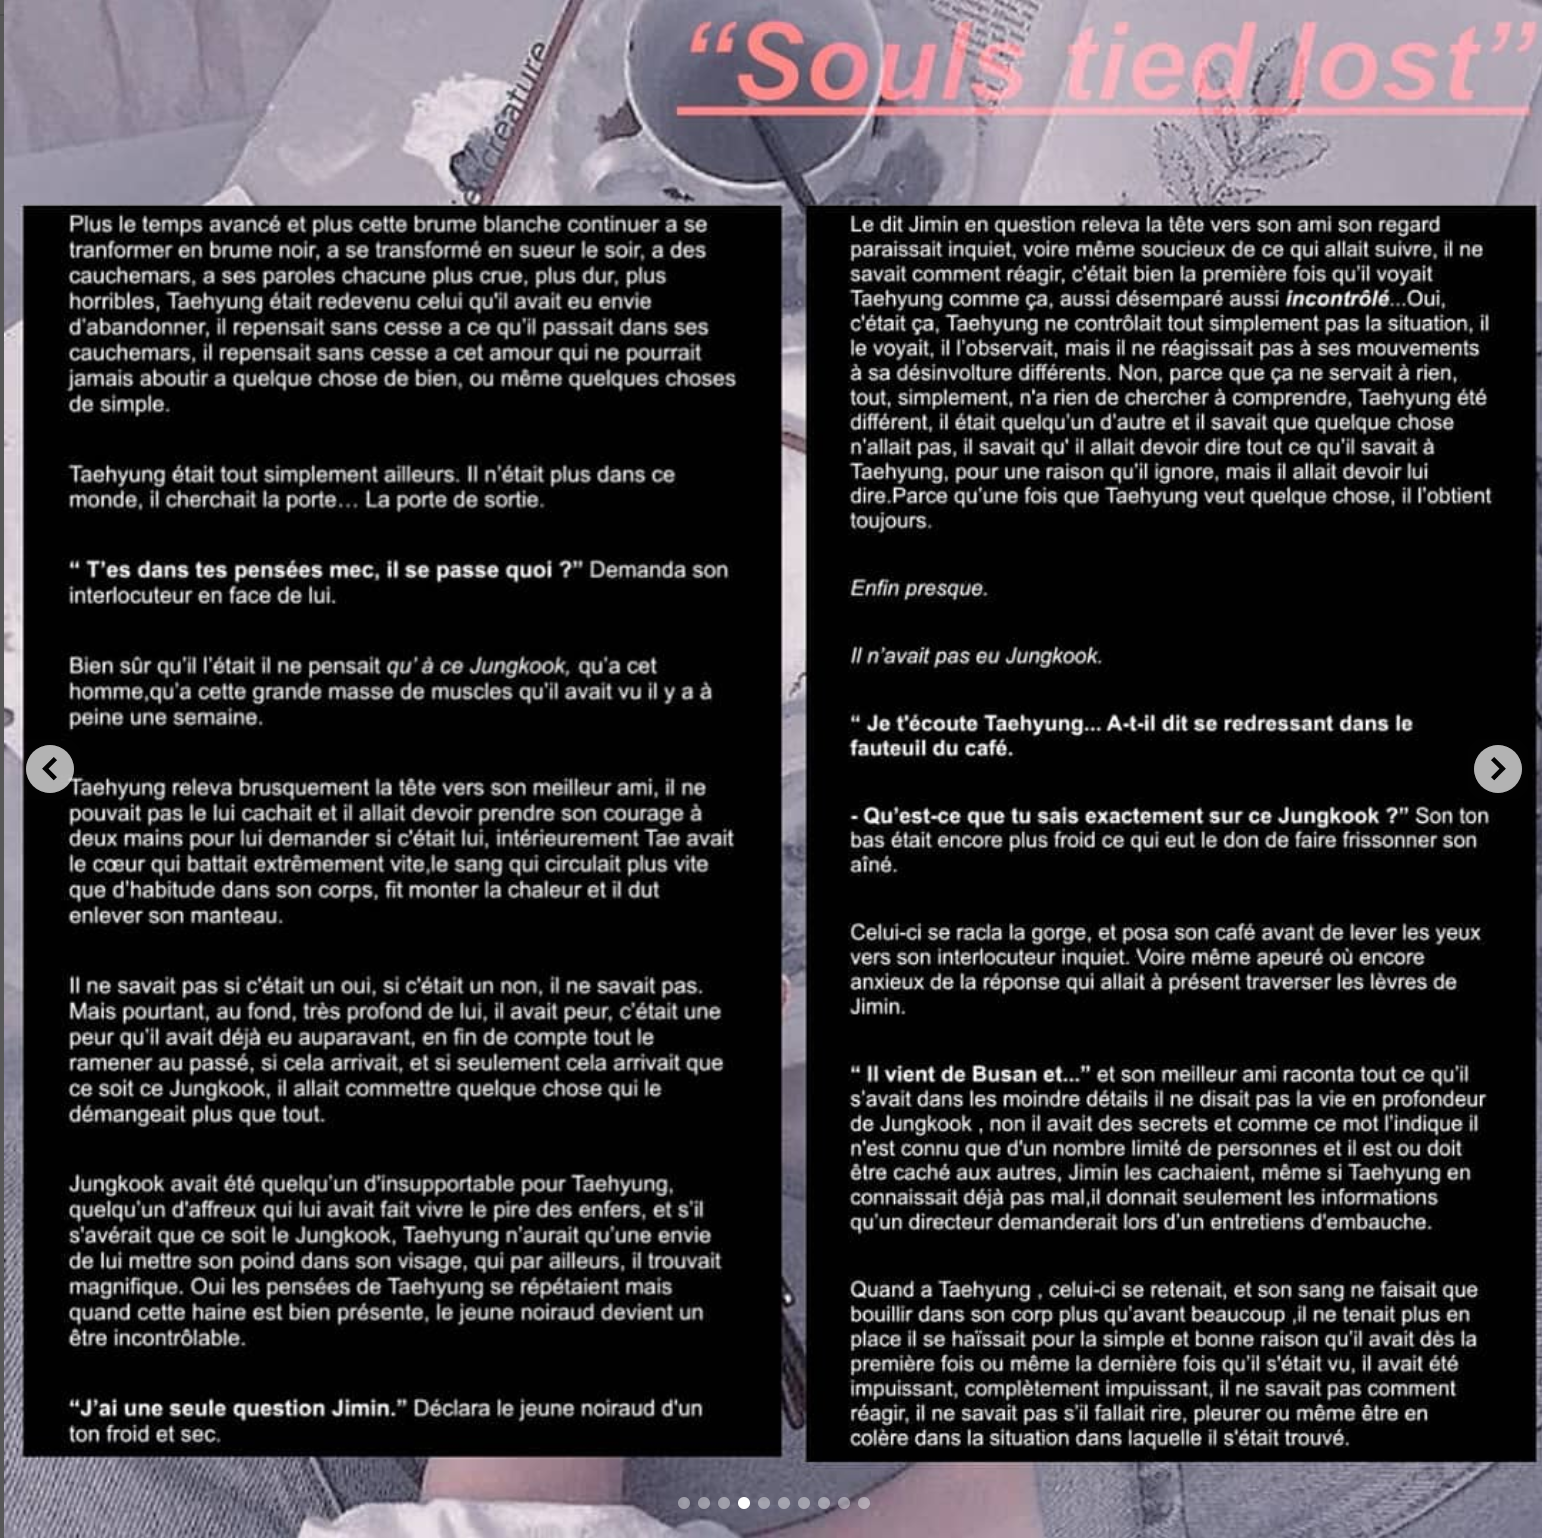 “Souls tied lost”
creature
Plus le temps avancé et plus cette brume blanche continuer a se
tranformer en brume noir, a se transformé en sueur le soir, a des
cauchemars, a ses paroles chacune plus crue, plus dur, plus
horribles, Taehyung était redevenu celui qu'il avait eu envie
d'abandonner, il repensait sans cesse a ce qu’il passait dans ses
cauchemars, il repensait sans cesse a cet amour qui ne pourrait
jamais aboutir a quelque chose de bien, ou même quelques choses
de simple.
Taehyung était tout simplement ailleurs. Il n’était plus dans ce
monde, il cherchait la porte… La porte de sortie.
“ T’es dans tes pensées mec, il se passe quoi ?” Demanda son
interlocuteur en face de lui.
Bien sûr qu’il l’était il ne pensait qu’ à ce Jungkook, qu’a cet
homme,qu’a cette grande masse de muscles qu’il avait vu il y a à
peine une semaine.
Taehyung releva brusquement la tête vers son meilleur ami, il ne
pouvait pas le lui cachait et il allait devoir prendre son courage à
deux mains pour lui demander si c'était lui, intérieurement Tae avait
le cœur qui battait extrêmement vite,le sang qui circulait plus vite
que d’habitude dans son corps, fit monter la chaleur et il dut
enlever son manteau.
Il ne savait pas si c'était un oui, si c'était un non, il ne savait pas.
Mais pourtant, au fond, très profond de lui, il avait peur, c’était une
peur qu’il avait déjà eu auparavant, en fin de compte tout le
ramener au passé, si cela arrivait, et si seulement cela arrivait que
ce soit ce Jungkook, il allait commettre quelque chose qui le
démangeait plus que tout.
Jungkook avait été quelqu’un d'insupportable pour Taehyung,
quelqu’un d'affreux qui lui avait fait vivre le pire des enfers, et s’il
s'avérait que ce soit le Jungkook, Taehyung n’aurait qu’une envie
de lui mettre son poind dans son visage, qui par ailleurs, il trouvait
magnifique. Oui les pensées de Taehyung se répétaient mais
quand cette haine est bien présente, le jeune noiraud devient un
être incontrôlable.
“J’ai une seule question Jimin.” Déclara le jeune noiraud d'un
ton froid et sec.
Le dit Jimin en question releva la tête vers son ami son regard
paraissait inquiet, voire même soucieux de ce qui allait suivre, il ne
savait comment réagir, c'était bien la première fois qu'il voyait
Taehyung comme ça, aussi désemparé aussi incontrôlé...Oui,
c'était ça, Taehyung ne contrôlait tout simplement pas la situation, il
le voyait, il l’observait, mais il ne réagissait pas à ses mouvements
à sa désinvolture différents. Non, parce que ça ne servait à rien,
tout, simplement, n'a rien de chercher à comprendre, Taehyung été
différent, il était quelqu’un d’autre et il savait que quelque chose
n’allait pas, il savait qu' il allait devoir dire tout ce qu’il savait à
Taehyung, pour une raison qu’il ignore, mais il allait devoir lui
dire.Parce qu’une fois que Taehyung veut quelque chose, il l’obtient
toujours.
Enfin presque.
Il n’avait pas eu Jungkook.
“ Je t'écoute Taehyung... A-t-il dit se redressant dans le
fauteuil du café.
- Qu’est-ce que tu sais exactement sur ce Jungkook ?” Son ton
bas était encore plus froid ce qui eut le don de faire frissonner son
aîné.
Celui-ci se racla la gorge, et posa son café avant de lever les yeux
vers son interlocuteur inquiet. Voire même apeuré où encore
anxieux de la réponse qui allait à présent traverser les lèvres de
Jimin.
“ Il vient de Busan et...” et son meilleur ami raconta tout ce qu’il
s’avait dans les moindre détails il ne disait pas la vie en profondeur
de Jungkook , non il avait des secrets et comme ce mot l’indique il
n'est connu que d'un nombre limité de personnes et il est ou doit
être caché aux autres, Jimin les cachaient, même si Taehyung en
connaissait déjà pas mal,il donnait seulement les informations
qu’un directeur demanderait lors d’un entretiens d'embauche.
Quand a Taehyung , celui-ci se retenait, et son sang ne faisait que
bouillir dans son corp plus qu’avant beaucoup ,il ne tenait plus en
place il se haïssait pour la simple et bonne raison qu’il avait dès la
première fois ou même la dernière fois qu’il s'était vu, il avait été
impuissant, complètement impuissant, il ne savait pas comment
réagir, il ne savait pas s’il fallait rire, pleurer ou même être en
colère dans la situation dans laquelle il s'était trouvé.